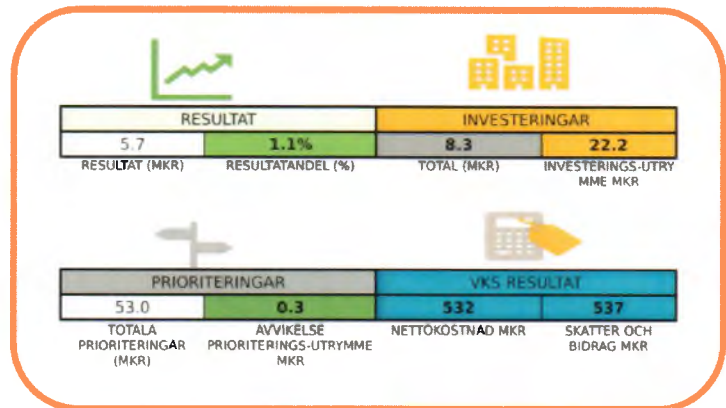 RESULTAT INVESTERINGAR
5.7 1.1% 8.3 22.2
RESULTAT (MKR) RESULTATANDEL (%) TOTAL (MKR) INVESTERINGS-UTRY
MME MKR
PRIORITERINGAR VKS RESULTAT
53.0 0.3 532 537
TOTALA AVVIKELSE NETTOKOSTNAD MKR SKATTER OCH
PRIORITERINGAR PRIORITERINGS-UTRYMME BIDRAG MKR
(MKR) MKR